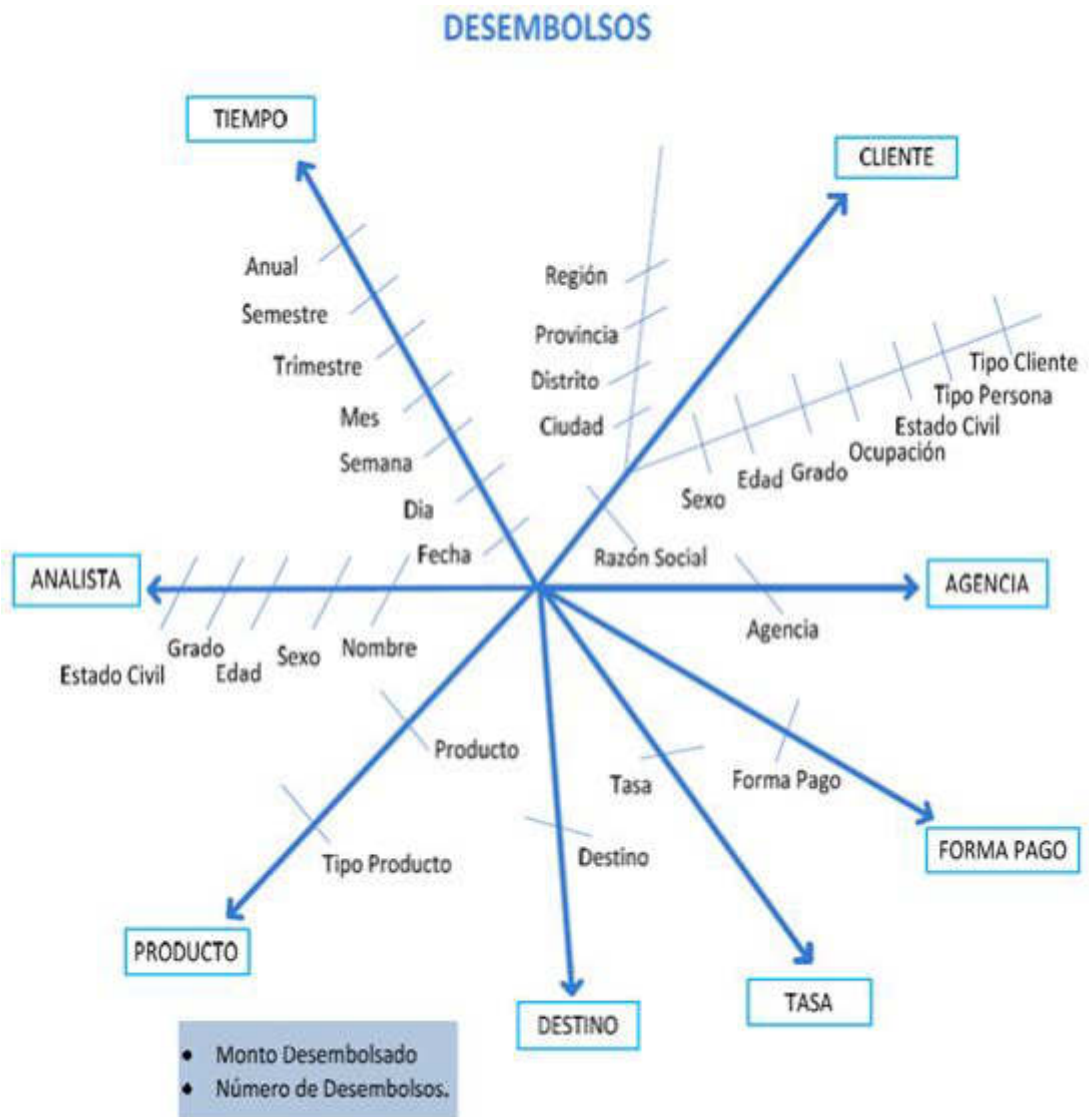 DESEMBOLSOS
TIEMPO
CLIENTE
Anual
Semestre
Trimestre
Mes
Semana
Dia
Fecha
Región
Provincia
Distrito
Ciudad
Tipo Cliente
Tipo Persona
Estado Civil
Ocupación
Grado
Edad
Sexo
Razón Social
ANALISTA
Estado Civil
Grado
Edad
Sexo
Nombre
AGENCIA
Agencia
Producto
Tipo Producto
PRODUCTO
Tasa
TASA
Forma Pago
FORMA PAGO
Destino
DESTINO
• Monto Desembolsado
• Número de Desembolsos.